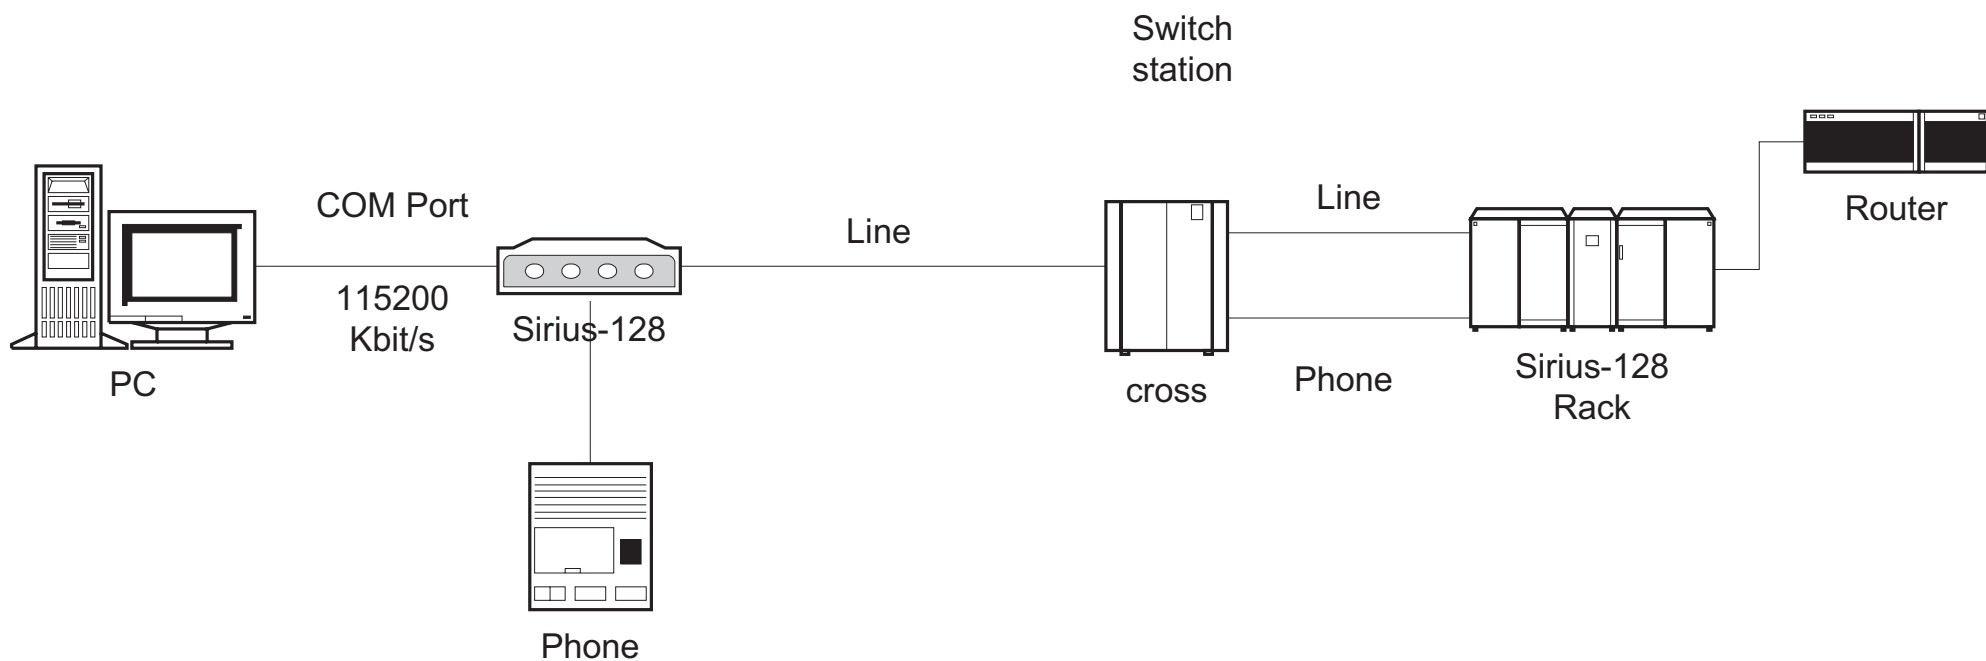 Switch
station
COM Port
Line
Line
Router
115200
Kbit/s
Sirius-128
PC
cross
Phone
Sirius-128
Rack
Phone